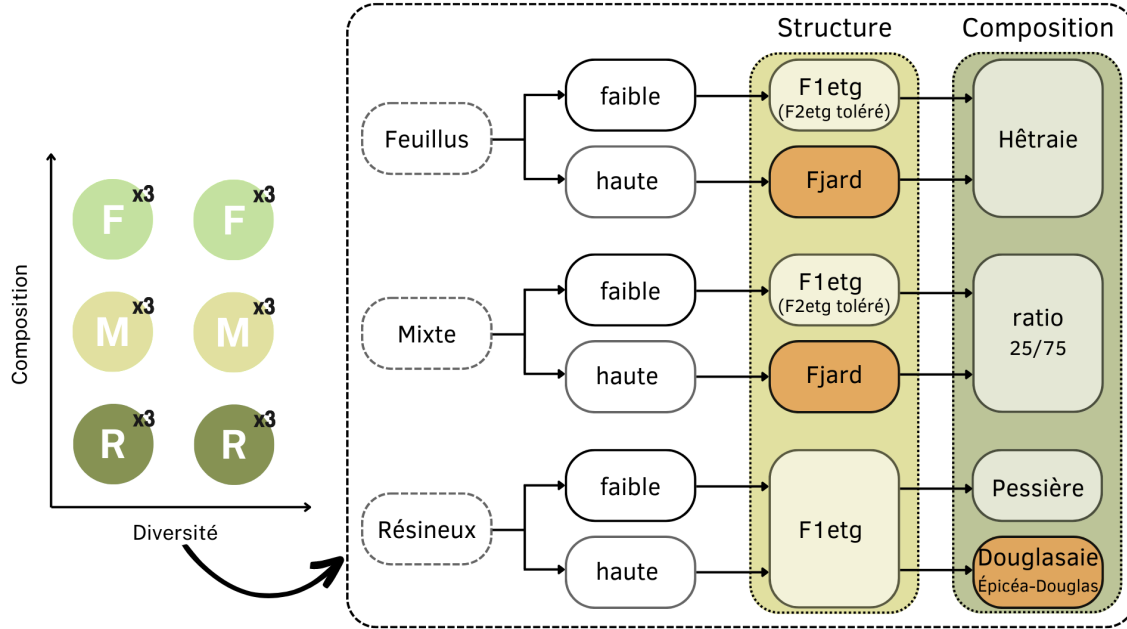 Composition
F x3
F x3
M x3
M x3
R x3
R x3
Diversité
Structure
Composition
Feuillus
faible
haute
F1etg
(F2etg toléré)
Fjard
Hêtraie
Mixte
faible
haute
F1etg
(F2etg toléré)
Fjard
ratio
25/75
Résineux
faible
haute
F1etg
Pessière
Douglasaie
Épicéa-Douglas